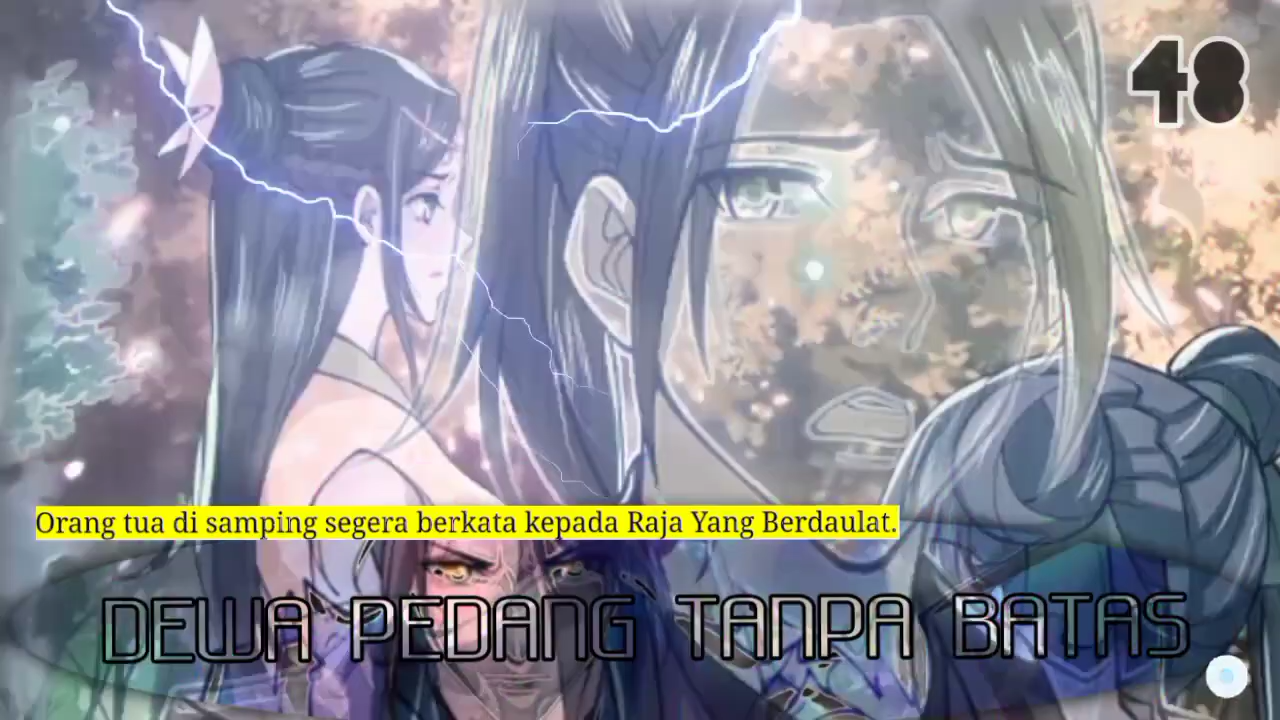 48
Orang tua di samping segera berkata kepada Raja Yang Berdaulat.
DEWA PEDANG TANPA BATAS